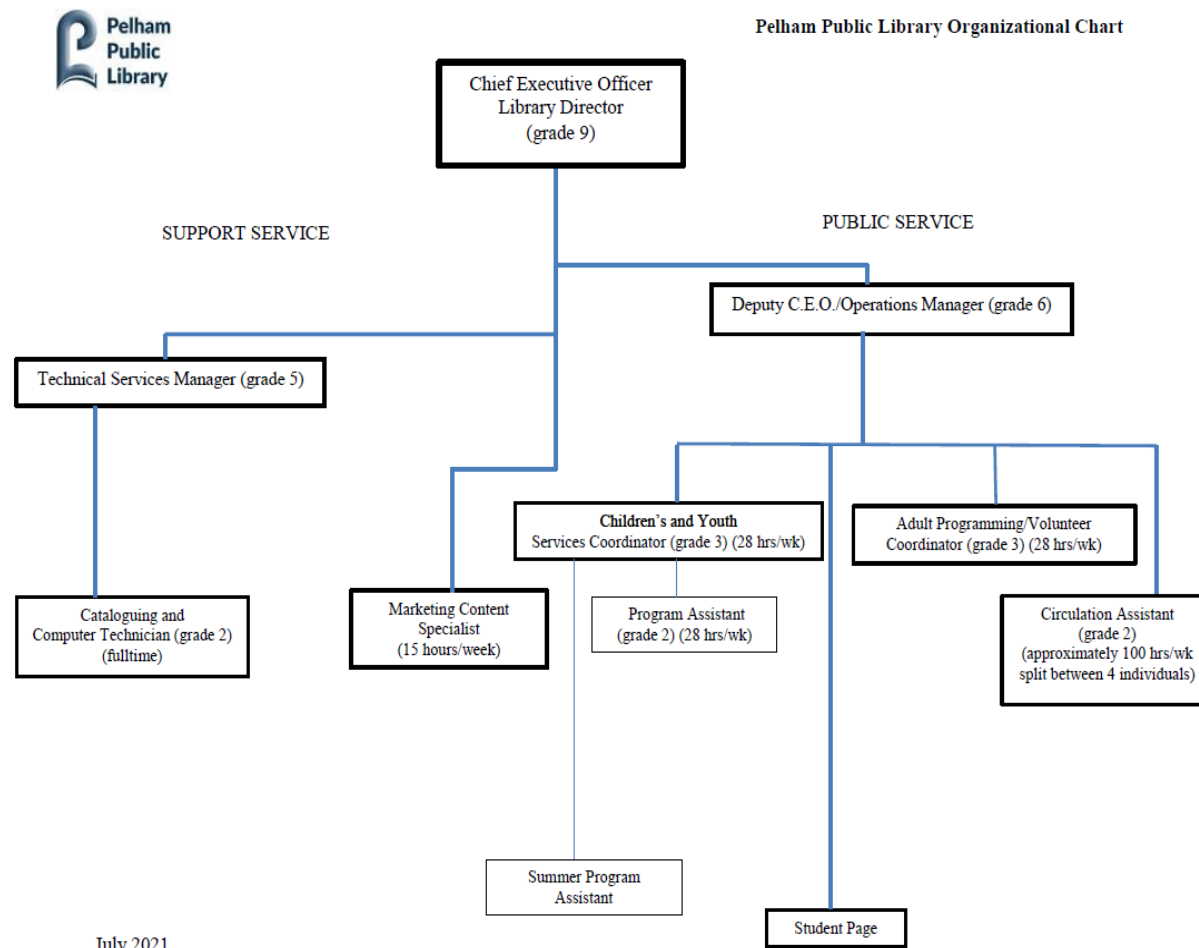 Pelham
Public
Library
Pelham Public Library Organizational Chart
Chief Executive Officer
Library Director
(grade 9)
SUPPORT SERVICE
PUBLIC SERVICE
Deputy C.E.O./Operations Manager (grade 6)
Technical Services Manager (grade 5)
Children's and Youth
Services Coordinator (grade 3) (28 hrs/wk)
Adult Programming/Volunteer
Coordinator (grade 3) (28 hrs/wk)
Cataloguing and
Computer Technician (grade 2)
(fulltime)
Marketing Content
Specialist
(15 hours/week)
Program Assistant
(grade 2) (28 hrs/wk)
Circulation Assistant
(grade 2)
(approximately 100 hrs/wk
split between 4 individuals)
Summer Program
Assistant
Student Page
July 2021